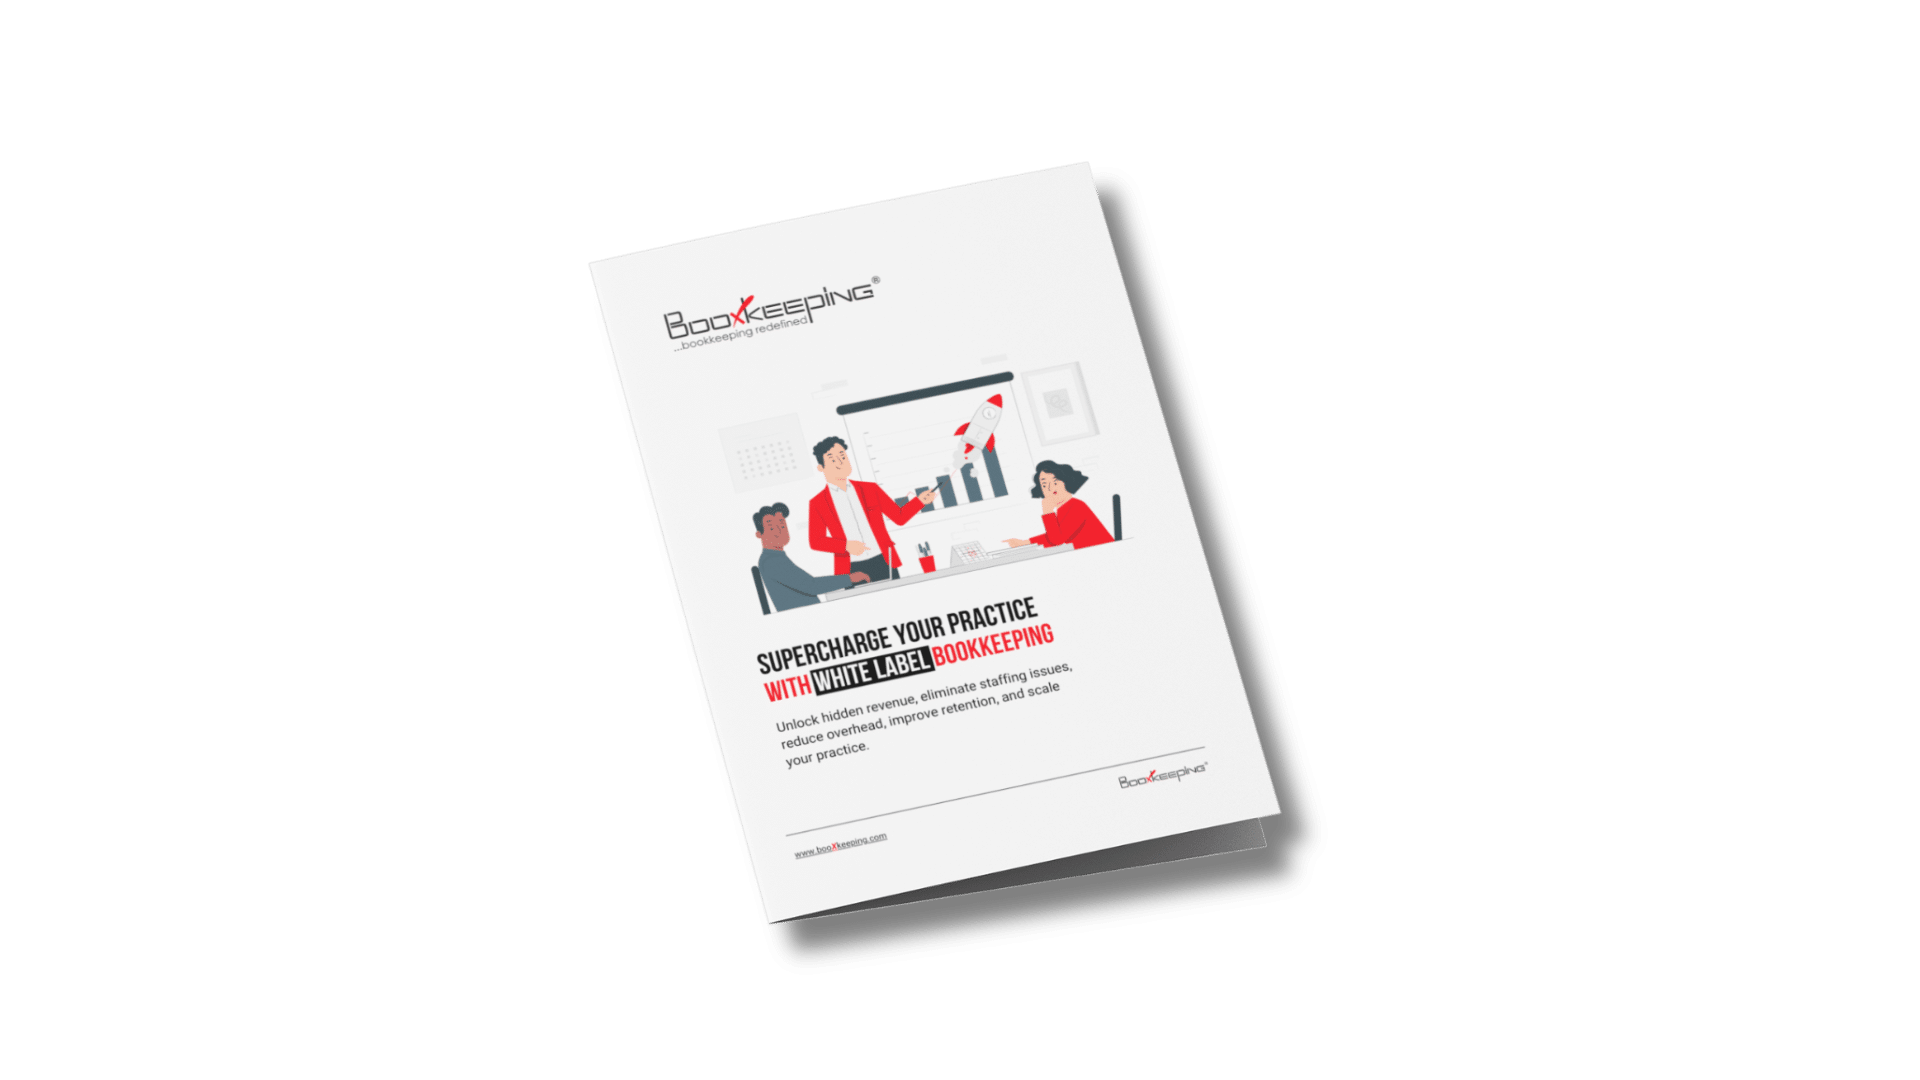 BooXkeeping®
...bookkeeping redefined
SUPERCHARGE YOUR PRACTICE
WITH WHITE LABEL BOOKKEEPING
Unlock hidden revenue, eliminate staffing issues,
reduce overhead, improve retention, and scale
your practice.
BooXkeeping®
www.booXkeeping.com